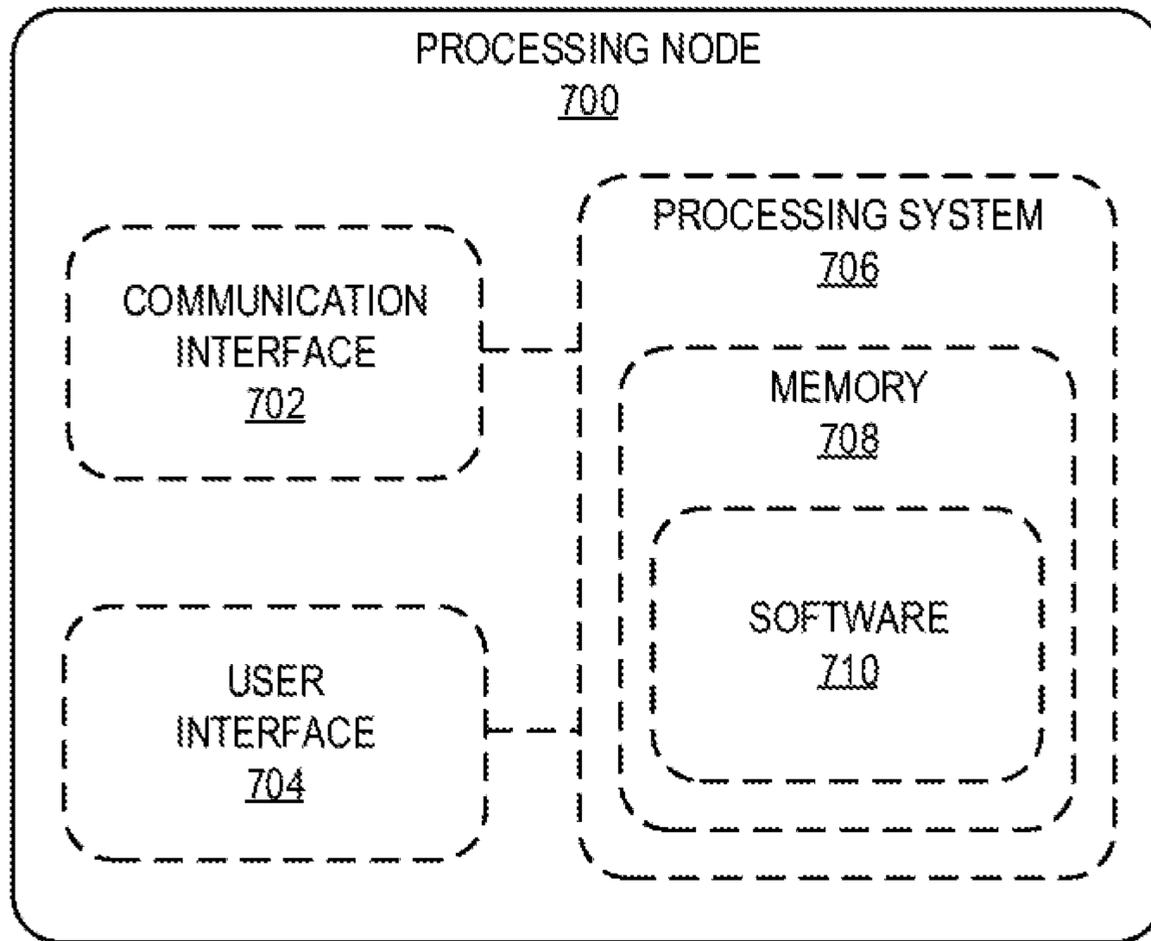 PROCESSING NODE
700
COMMUNICATION
INTERFACE
702
USER
INTERFACE
704
PROCESSING SYSTEM
706
MEMORY
708
SOFTWARE
710